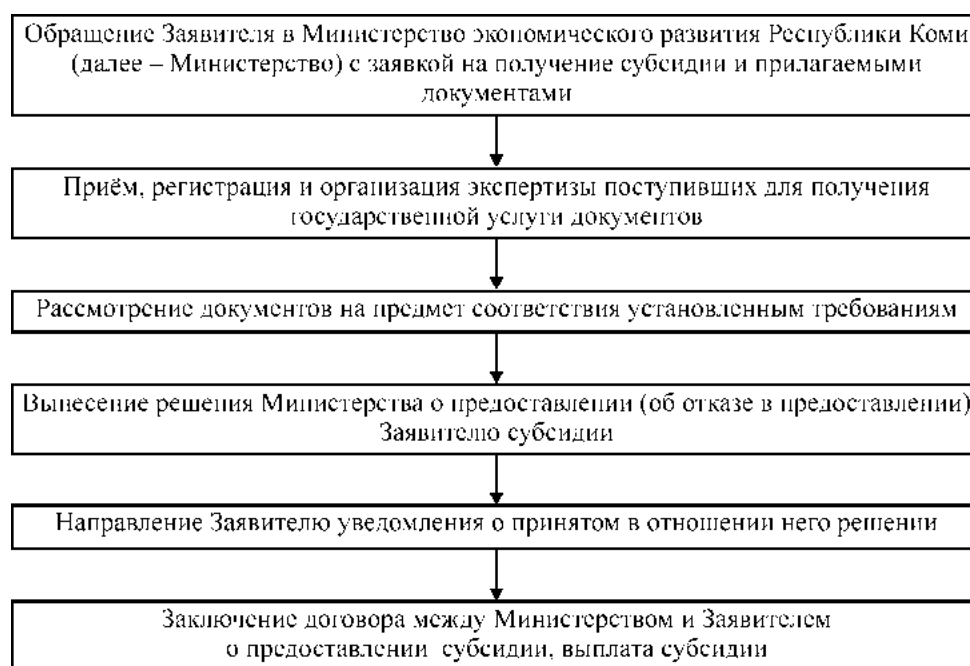 Обращение Заявителя в Министерство экономического развития Республики Коми
(далее – Министерство) с заявкой на получение субсидии и прилагаемыми
документами
Приём, регистрация и организация экспертизы поступивших для получения
государственной услуги документов
Рассмотрение документов на предмет соответствия установленным требованиям
Вынесение решения Министерства о предоставлении (об отказе в предоставлении)
Заявителю субсидии
Направление Заявителю уведомления о принятом в отношении него решении
Заключение договора между Министерством и Заявителем
о предоставлении субсидии, выплата субсидии